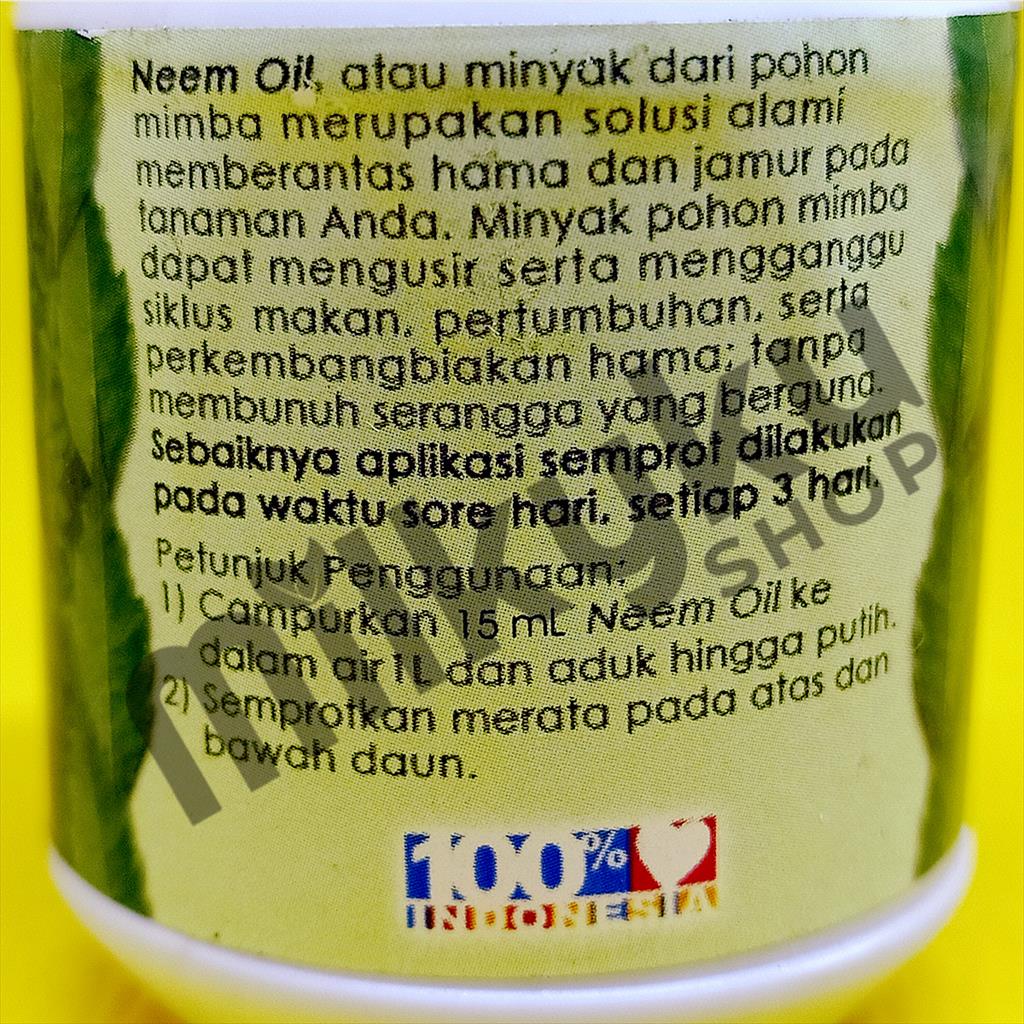 Neem Oil, atau minyak dari pohon
mimba merupakan solusi alami
memberantas hama dan jamur pada
tanaman Anda. Minyak pohon mimba
dapat mengusir serta mengganggu
siklus makan, pertumbuhan, serta
perkembangbiakan hama; tanpa
membunuh serangga yang berguna.
Sebaiknya aplikasi semprot dilakukan
pada waktu sore hari, setiap 3 hari.
Petunjuk Penggunaan:
1) Campurkan 15 mL Neem Oil ke
dalam air 1L dan aduk hingga putih.
2) Semprotkan merata pada atas dan
bawah daun.
mikyku
SHOP
100%
INDONESIA